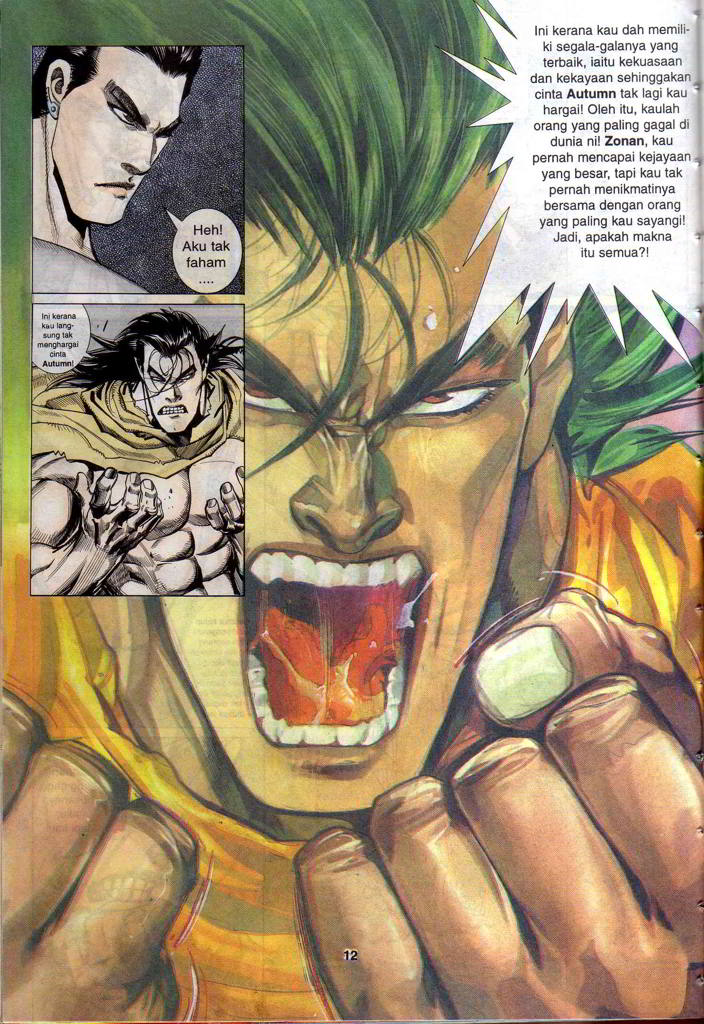 Heh!
Aku tak
faham
....
Ini kerana
kau lang-
sung tak
menghargai
cinta
Autumn!
Ini kerana kau dah memili-
ki segala-galanya yang
terbaik, iaitu kekuasaan
dan kekayaan sehinggakan
cinta Autumn tak lagi kau
hargai! Oleh itu, kaulah
orang yang paling gagal di
dunia ni! Zonan, kau
pernah mencapai kejayaan
yang besar, tapi kau tak
pernah menikmatinya
bersama dengan orang
yang paling kau sayangi!
Jadi, apakah makna
itu semua?!
12